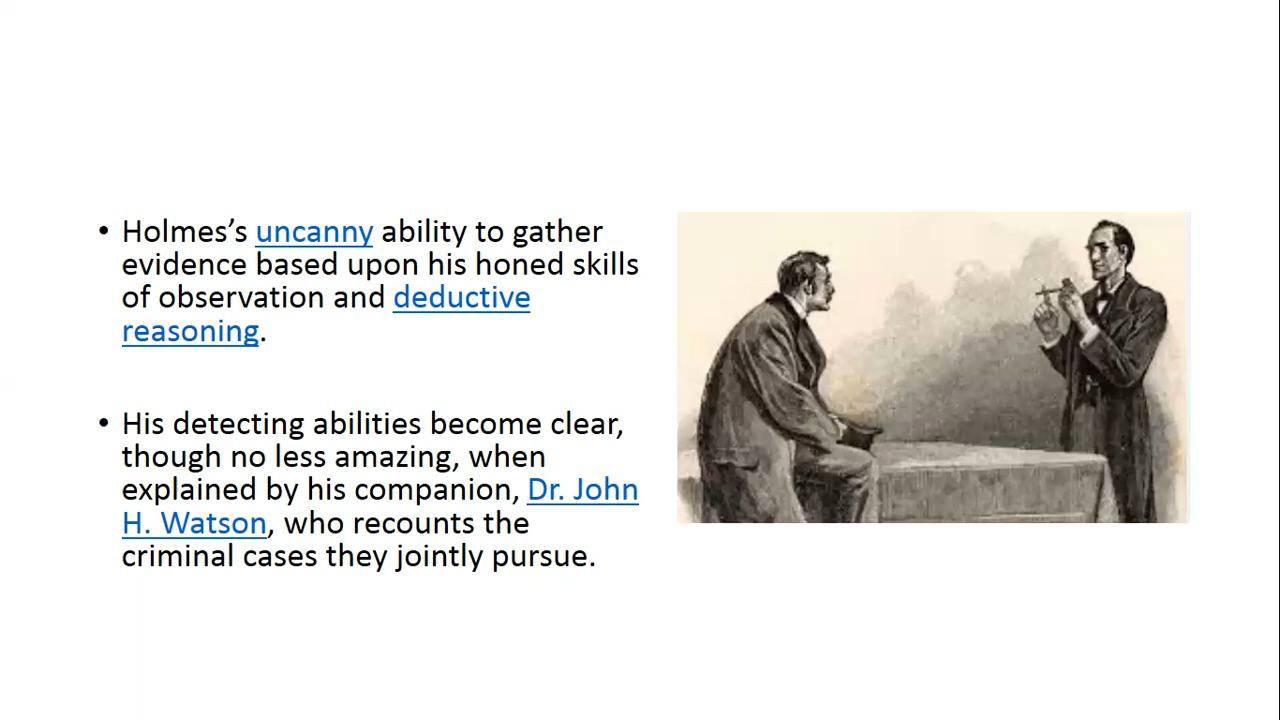 • Holmes’s uncanny ability to gather
evidence based upon his honed skills
of observation and deductive
reasoning.
• His detecting abilities become clear,
though no less amazing, when
explained by his companion, Dr. John
H. Watson, who recounts the
criminal cases they jointly pursue.